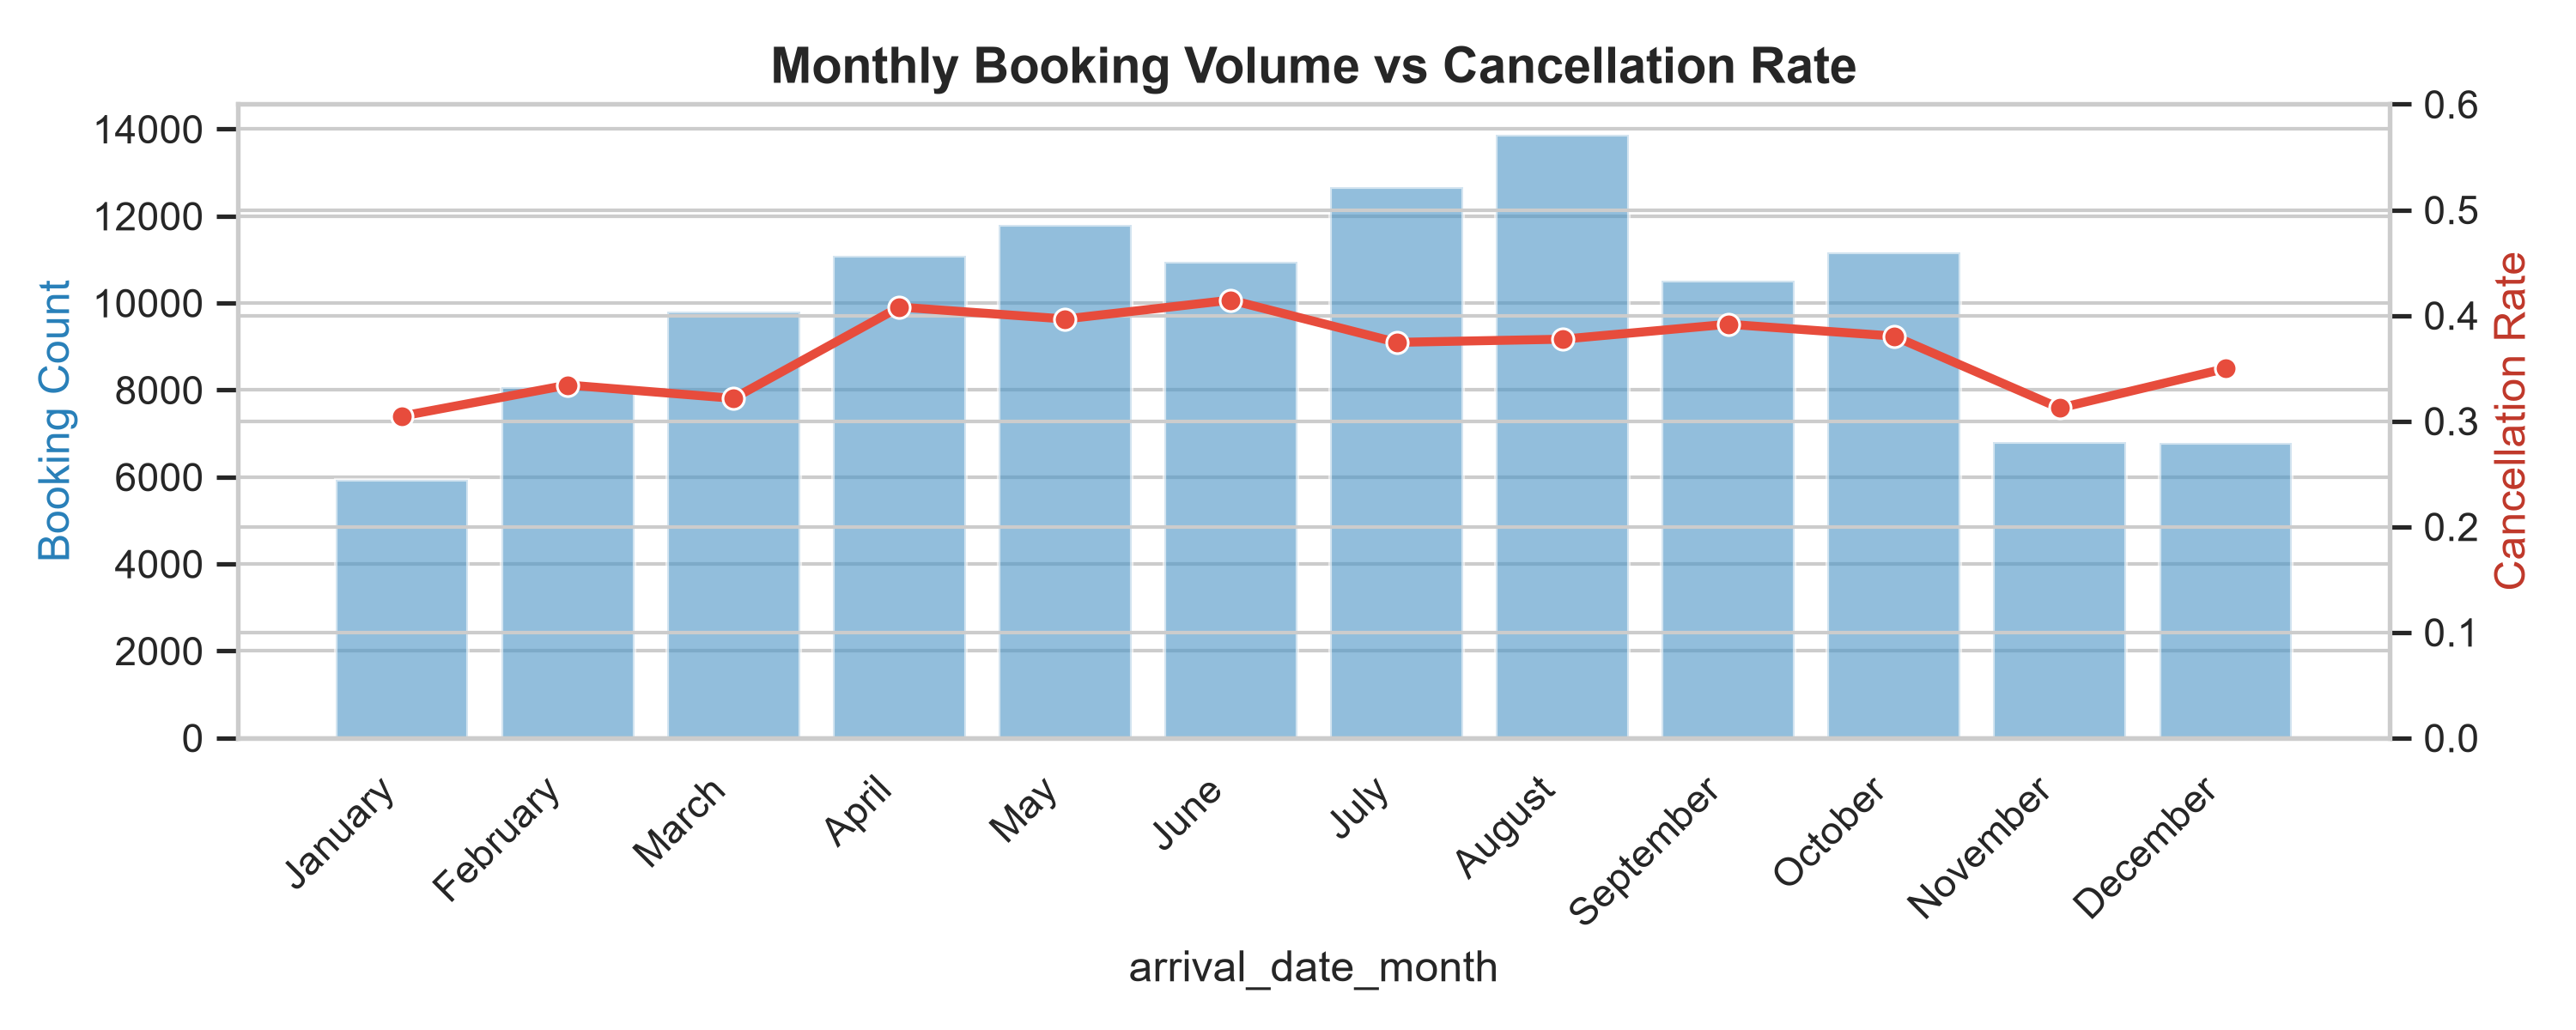 Monthly Booking Volume vs Cancellation Rate
Booking Count
14000
12000
10000
8000
6000
4000
2000
0
0.6
0.5
0.4
0.3
0.2
0.1
0.0
Cancellation Rate
January
February
March
April
May
June
July
August
September
October
November
December
arrival_date_month